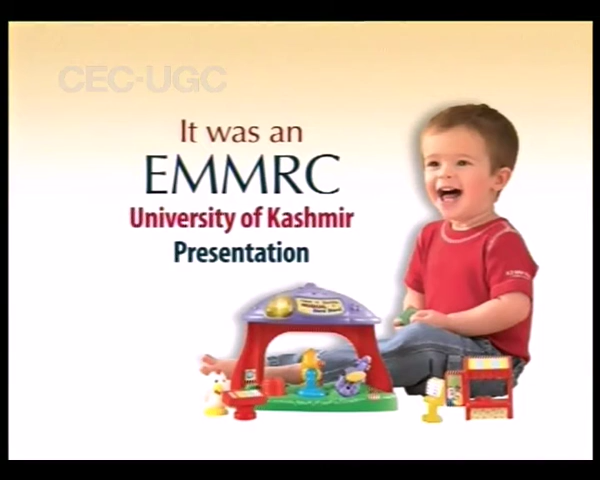 CEC-UGC
It was an
EMMRC
University of Kashmir
Presentation